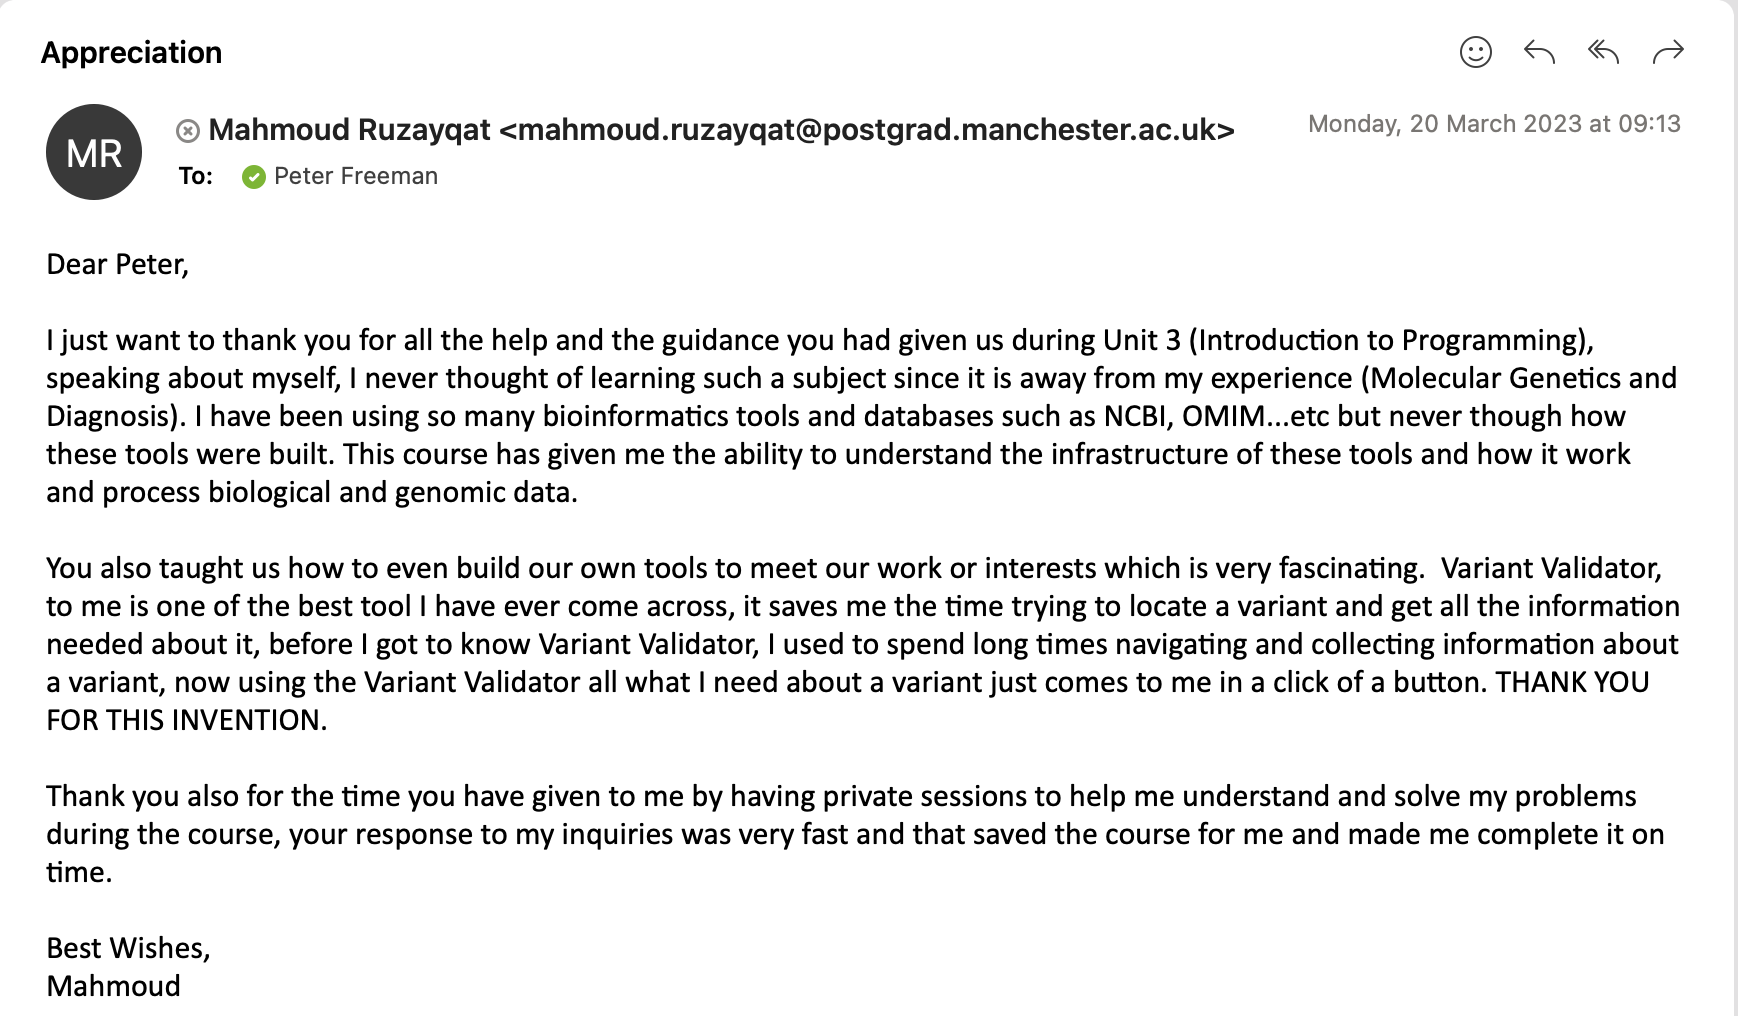 Appreciation
MR
Mahmoud Ruzayqat <mahmoud.ruzayqat@postgrad.manchester.ac.uk>
Monday, 20 March 2023 at 09:13
To: Peter Freeman
Dear Peter,
I just want to thank you for all the help and the guidance you had given us during Unit 3 (Introduction to Programming),
speaking about myself, I never thought of learning such a subject since it is away from my experience (Molecular Genetics and
Diagnosis). I have been using so many bioinformatics tools and databases such as NCBI, OMIM...etc but never though how
these tools were built. This course has given me the ability to understand the infrastructure of these tools and how it work
and process biological and genomic data.
You also taught us how to even build our own tools to meet our work or interests which is very fascinating.  Variant Validator,
to me is one of the best tool I have ever come across, it saves me the time trying to locate a variant and get all the information
needed about it, before I got to know Variant Validator, I used to spend long times navigating and collecting information about
a variant, now using the Variant Validator all what I need about a variant just comes to me in a click of a button. THANK YOU
FOR THIS INVENTION.
Thank you also for the time you have given to me by having private sessions to help me understand and solve my problems
during the course, your response to my inquiries was very fast and that saved the course for me and made me complete it on
time.
Best Wishes,
Mahmoud